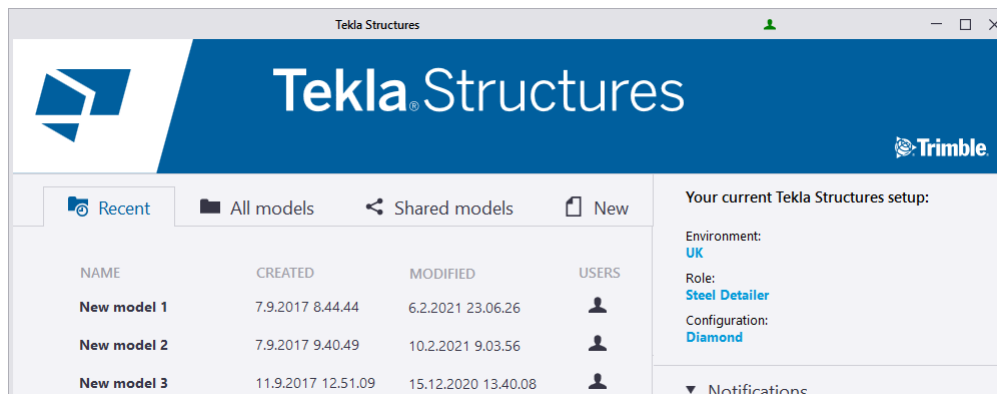 Tekla Structures
Tekla® Structures
Trimble.
Recent
All models
Shared models
New
NAME CREATED MODIFIED USERS
New model 1 7.9.2017 8.44.44 6.2.2021 23.06.26
New model 2 7.9.2017 9.40.49 10.2.2021 9.03.56
New model 3 11.9.2017 12.51.09 15.12.2020 13.40.08
Your current Tekla Structures setup:
Environment:
UK
Role:
Steel Detailer
Configuration:
Diamond
Notifications